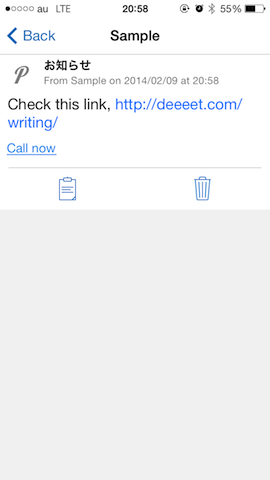 au LTE 20:58 55%
Back Sample
お知らせ
From Sample on 2014/02/09 at 20:58
Check this link, http://deeeet.com/
writing/
Call now